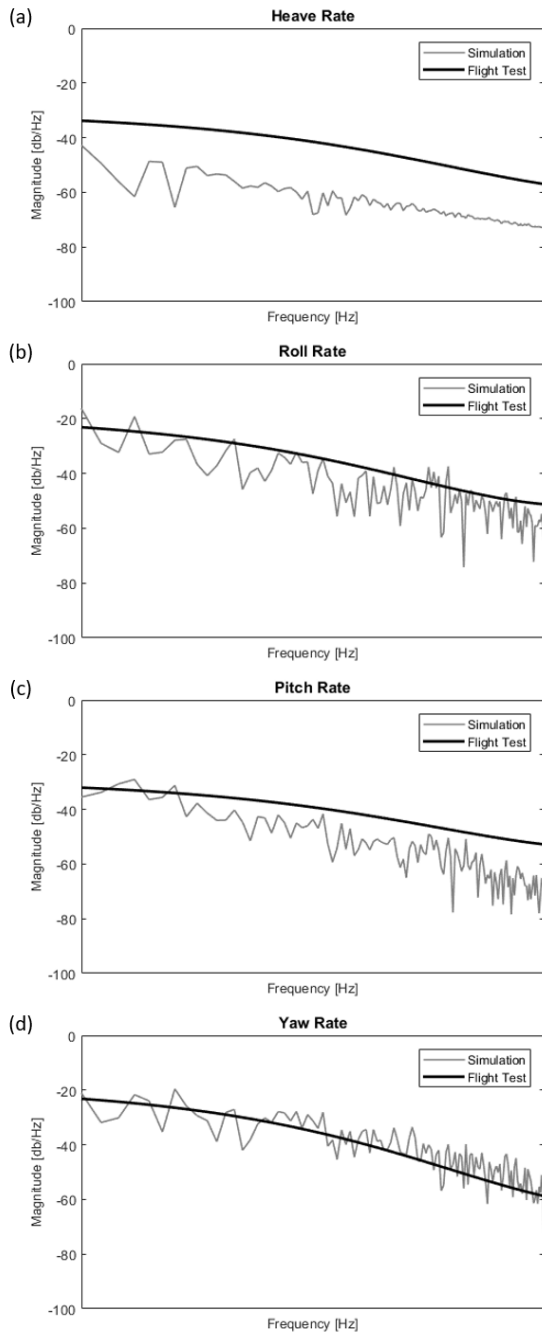 (a)
Heave Rate
0
-20
-40
-60
-80
-100
Magnitude [db/Hz]
Simulation
Flight Test
Frequency [Hz]
(b)
Roll Rate
0
-20
-40
-60
-80
-100
Magnitude [db/Hz]
Simulation
Flight Test
Frequency [Hz]
(c)
Pitch Rate
0
-20
-40
-60
-80
-100
Magnitude [db/Hz]
Simulation
Flight Test
Frequency [Hz]
(d)
Yaw Rate
0
-20
-40
-60
-80
-100
Magnitude [db/Hz]
Simulation
Flight Test
Frequency [Hz]